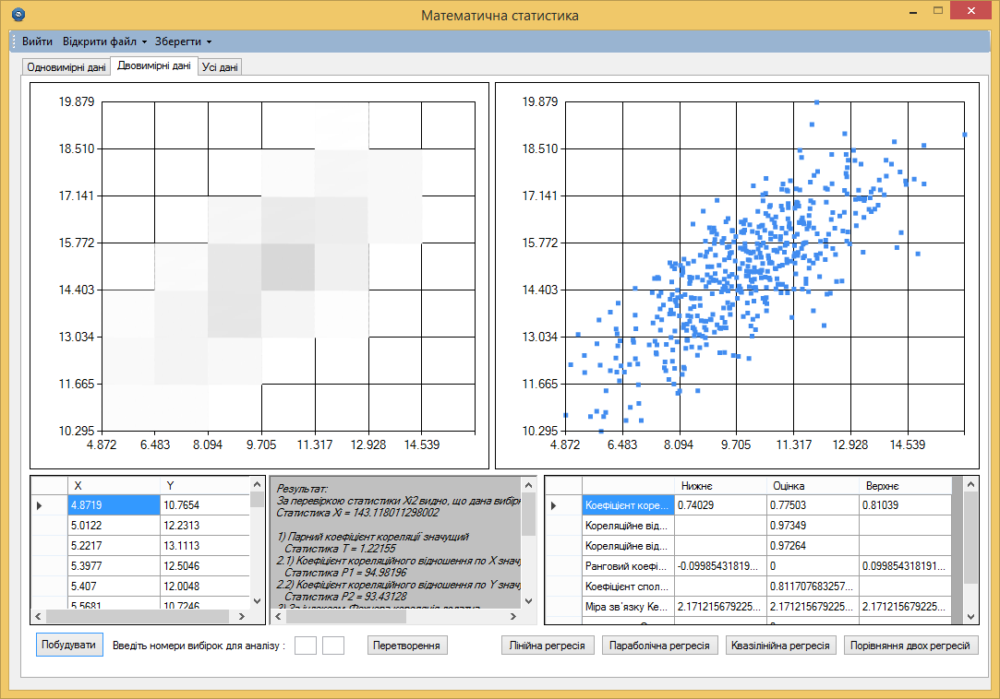 Математична статистика
Вийти Відкрити файл Зберегти
Одновимірні дані Двовимірні дані Усі дані
19.879
18.510
17.141
15.772
14.403
13.034
11.665
10.295
4.872 6.483 8.094 9.705 11.317 12.928 14.539
19.879
18.510
17.141
15.772
14.403
13.034
11.665
10.295
4.872 6.483 8.094 9.705 11.317 12.928 14.539
X Y
4.8719 10.7654
5.0122 12.2313
5.2217 13.1113
5.3977 12.5046
5.407 12.0048
5.5681 10.7246
Результат:
За перевіркою статистики Xi2 видно, що дана вибірк
Статистика Xi = 143.118011298002
1) Парний коефіцієнт кореляції значущий
Статистика T = 1.22155
2.1) Коефіцієнт кореляційного відношення по X знач
Статистика P1 = 94.98196
2.2) Коефіцієнт кореляційного відношення по Y знач
Статистика P2 = 93.43128
3) За індексом Фехнера кореляція додатна
Нижнє Оцінка Верхнє
Коефіцієнт коре... 0.74029 0.77503 0.81039
Кореляційне від... 0.97349
Кореляційне від... 0.97264
Ранговий коефі... -0.09985431819... 0 0.099854318191...
Коефіцієнт спол... 0.811707683257...
Міра зв`язку Ке... 2.171215679225... 2.171215679225... 2.171215679225...
Побудувати Введіть номери вибірок для аналізу : Перетворення Лінійна регресія Параболічна регресія Квазілінійна регресія Порівняння двох регресій